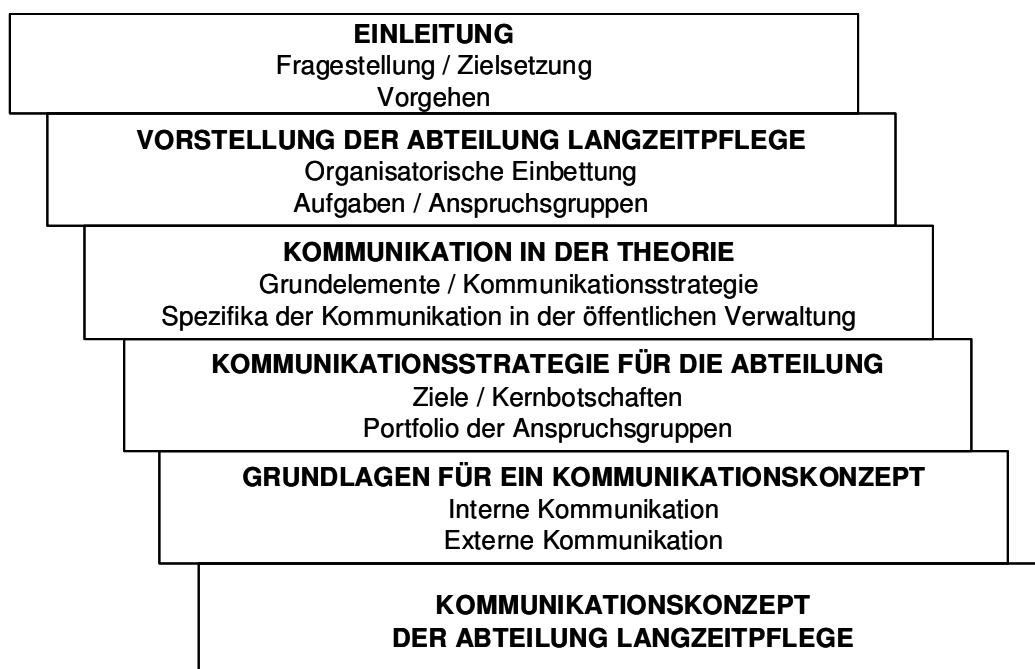 EINLEITUNG
Fragestellung / Zielsetzung
Vorgehen
VORSTELLUNG DER ABTEILUNG LANGZEITPFLEGE
Organisatorische Einbettung
Aufgaben / Anspruchsgruppen
KOMMUNIKATION IN DER THEORIE
Grundelemente / Kommunikationsstrategie
Spezifika der Kommunikation in der öffentlichen Verwaltung
KOMMUNIKATIONSSTRATEGIE FÜR DIE ABTEILUNG
Ziele / Kernbotschaften
Portfolio der Anspruchsgruppen
GRUNDLAGEN FÜR EIN KOMMUNIKATIONSKONZEPT
Interne Kommunikation
Externe Kommunikation
KOMMUNIKATIONSKONZEPT
DER ABTEILUNG LANGZEITPFLEGE